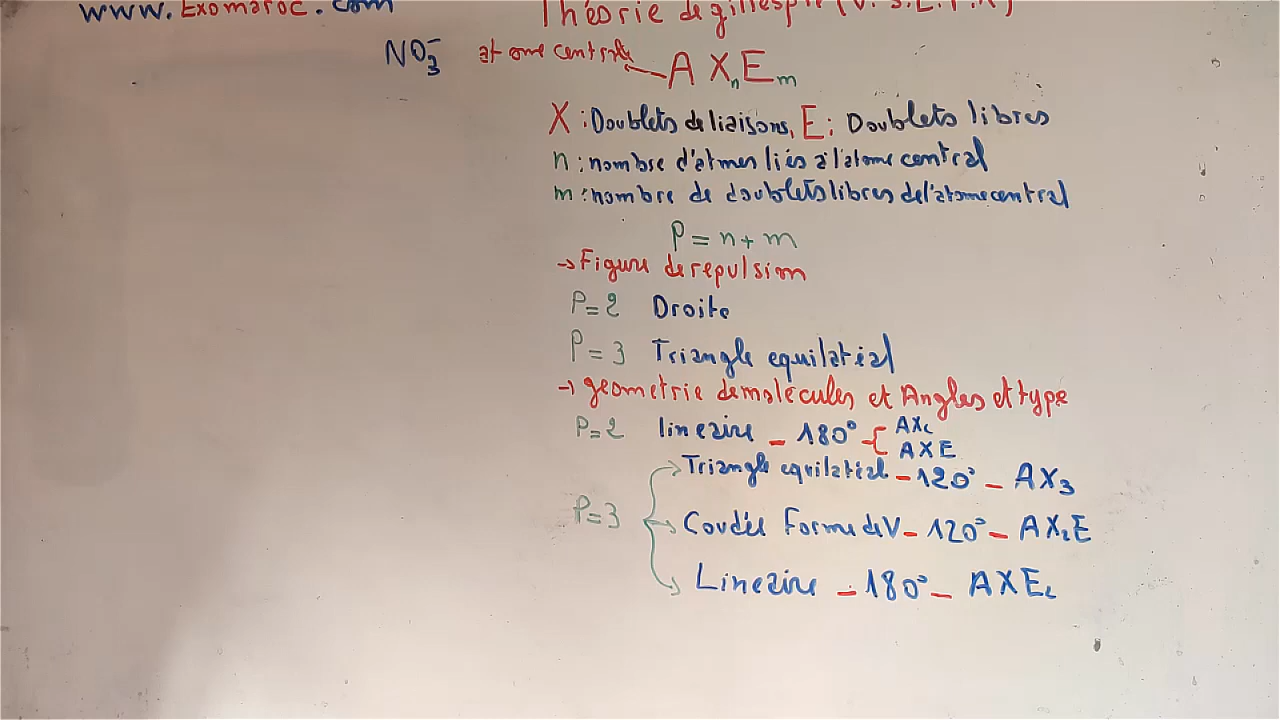 www.Exomaroc.com
Théorie de gillespie (V.S.E.P.R)
NO3⁻ atome centrale AXnEm
X : Doublets de liaisons, E : Doublets libres
n : nombre d'atmes liés à l'atome central
m : nombre de doublets libres de l'atome central
P = n + m
→ Figure de repulsion
P = 2 Droite
P = 3 Triangle equilatéral
→ geometrie de molécules et Angles et type
P = 2 lineaire - 180° - { AX2
AXE
P = 3 Triangle equilatéral - 120° - AX3
Coudée Forme de V - 120° - AX2E
Lineaire - 180° - AXE2